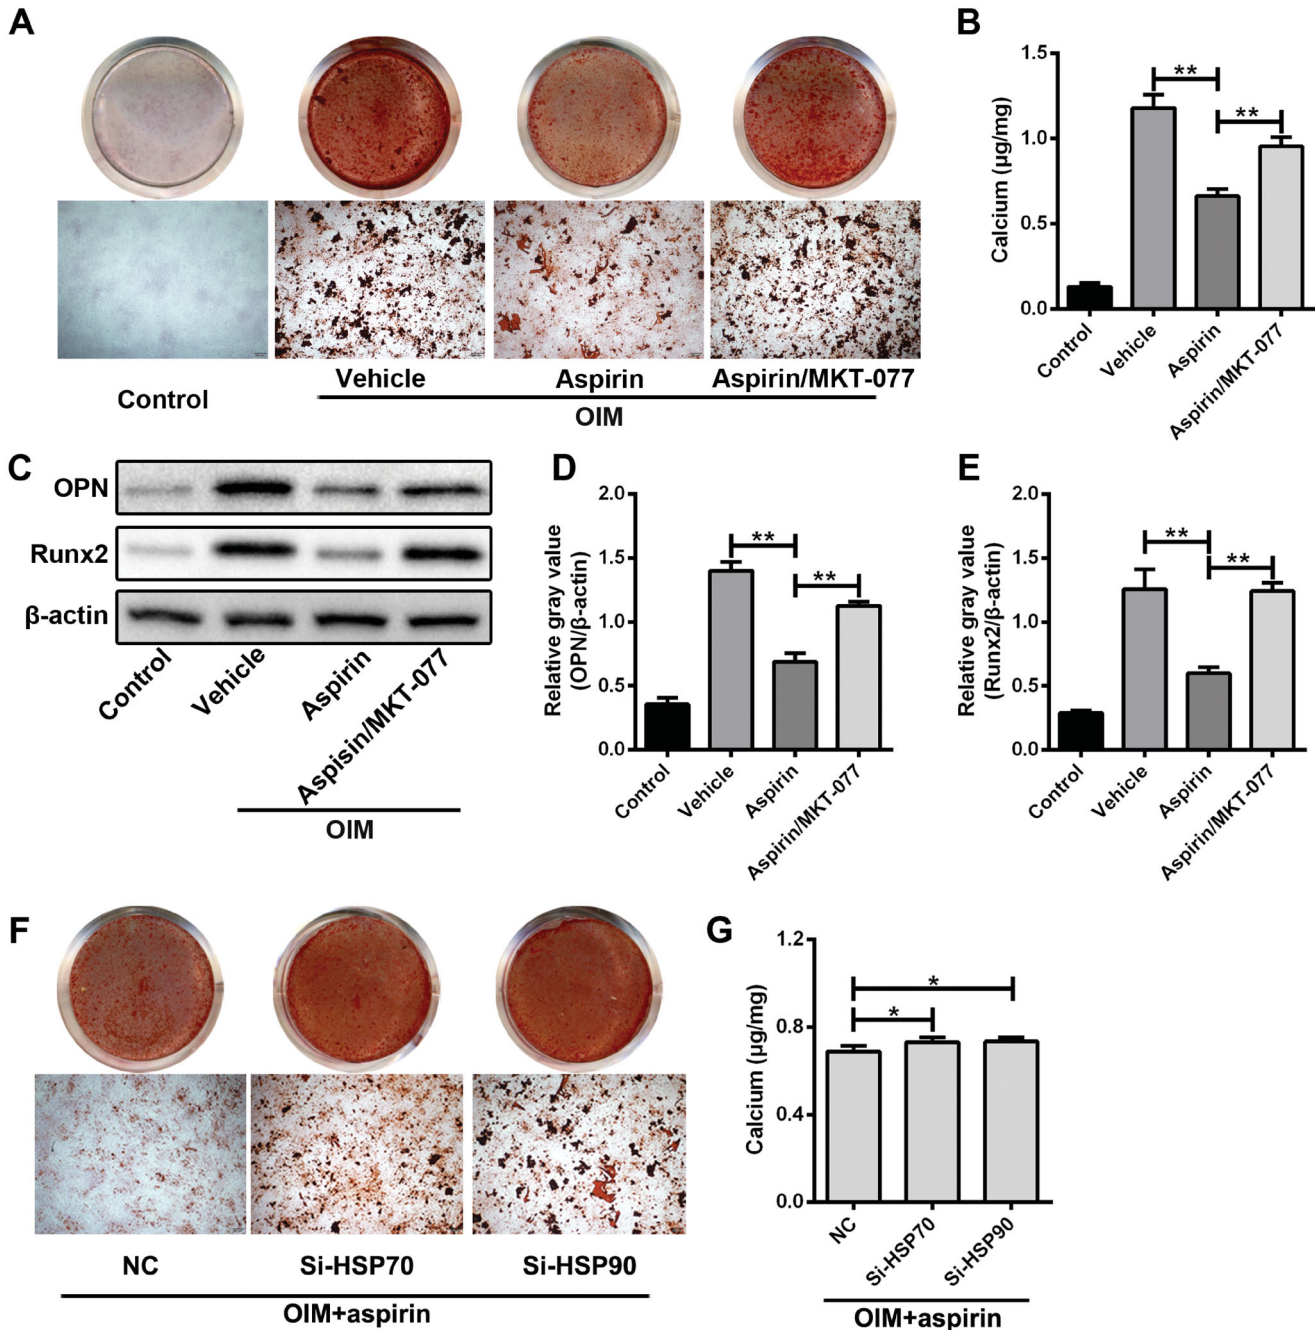 A
Control
Vehicle
Aspirin
Aspirin/MKT-077
OIM
B
Calcium (μg/mg)
1.5
1.0
0.5
0.0
**
**
Control
Vehicle
Aspirin
Aspirin/MKT-077
C
OPN
Runx2
β-actin
Control
Vehicle
Aspirin
Aspisin/MKT-077
OIM
D
Relative gray value
(OPN/β-actin)
2.0
1.5
1.0
0.5
0.0
**
**
Control
Vehicle
Aspirin
Aspirin/MKT-077
E
Relative gray value
(Runx2/β-actin)
2.0
1.5
1.0
0.5
0.0
**
**
Control
Vehicle
Aspirin
Aspirin/MKT-077
F
NC
Si-HSP70
Si-HSP90
OIM+aspirin
G
Calcium (μg/mg)
1.2
0.8
0.4
0.0
*
*
NC
Si-HSP70
Si-HSP90
OIM+aspirin